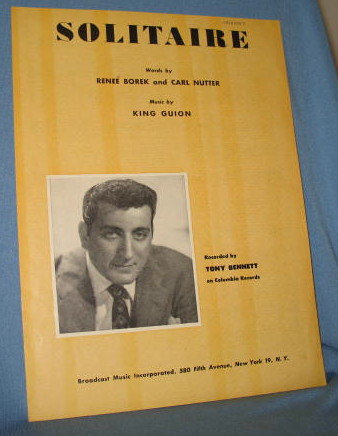 SOLITAIRE
Words by
RENEÉ BOREK and CARL NUTTER
Music by
KING GUION
Recorded by
TONY BENNETT
on Columbia Records
Broadcast Music Incorporated, 580 Fifth Avenue, New York 19, N. Y.